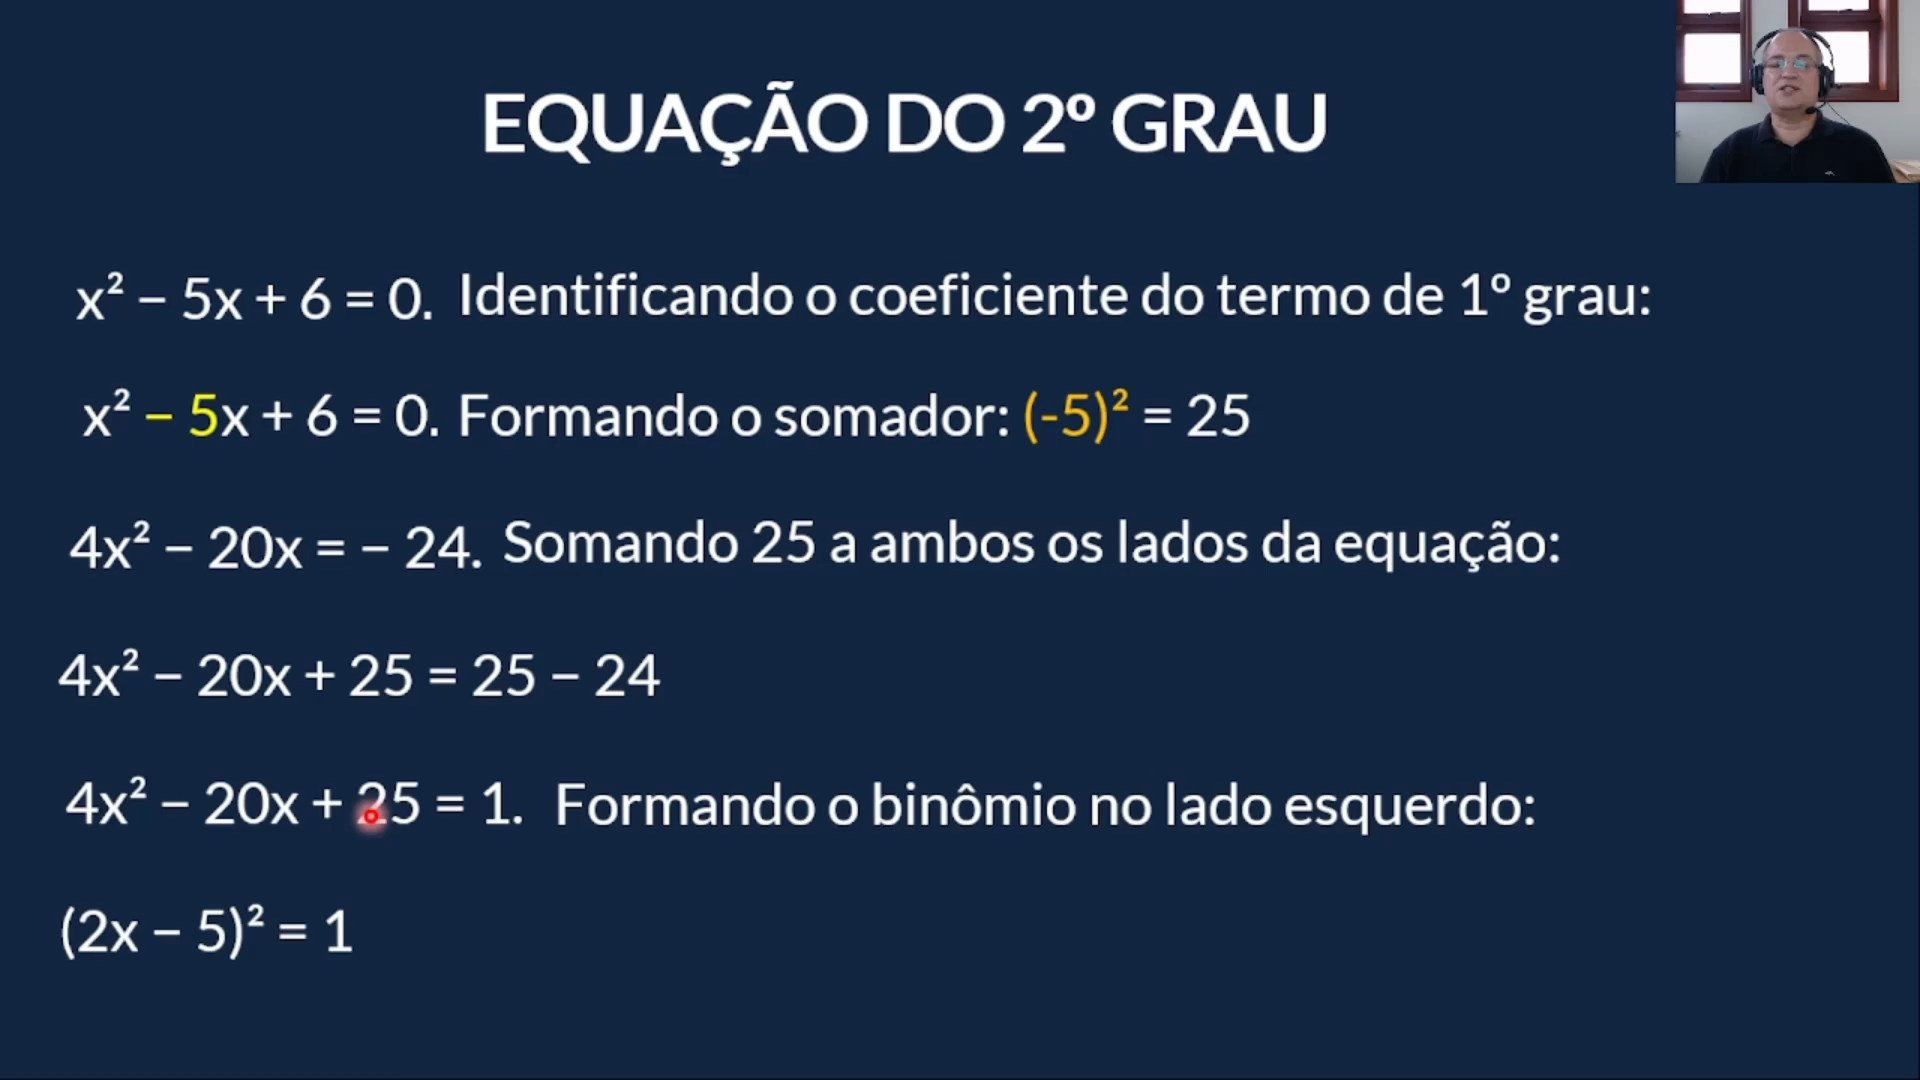 EQUAÇÃO DO 2º GRAU
x² – 5x + 6 = 0. Identificando o coeficiente do termo de 1º grau:
x² – 5x + 6 = 0. Formando o somador: (-5)² = 25
4x² – 20x = – 24. Somando 25 a ambos os lados da equação:
4x² – 20x + 25 = 25 – 24
4x² – 20x + 25 = 1. Formando o binômio no lado esquerdo:
(2x – 5)² = 1